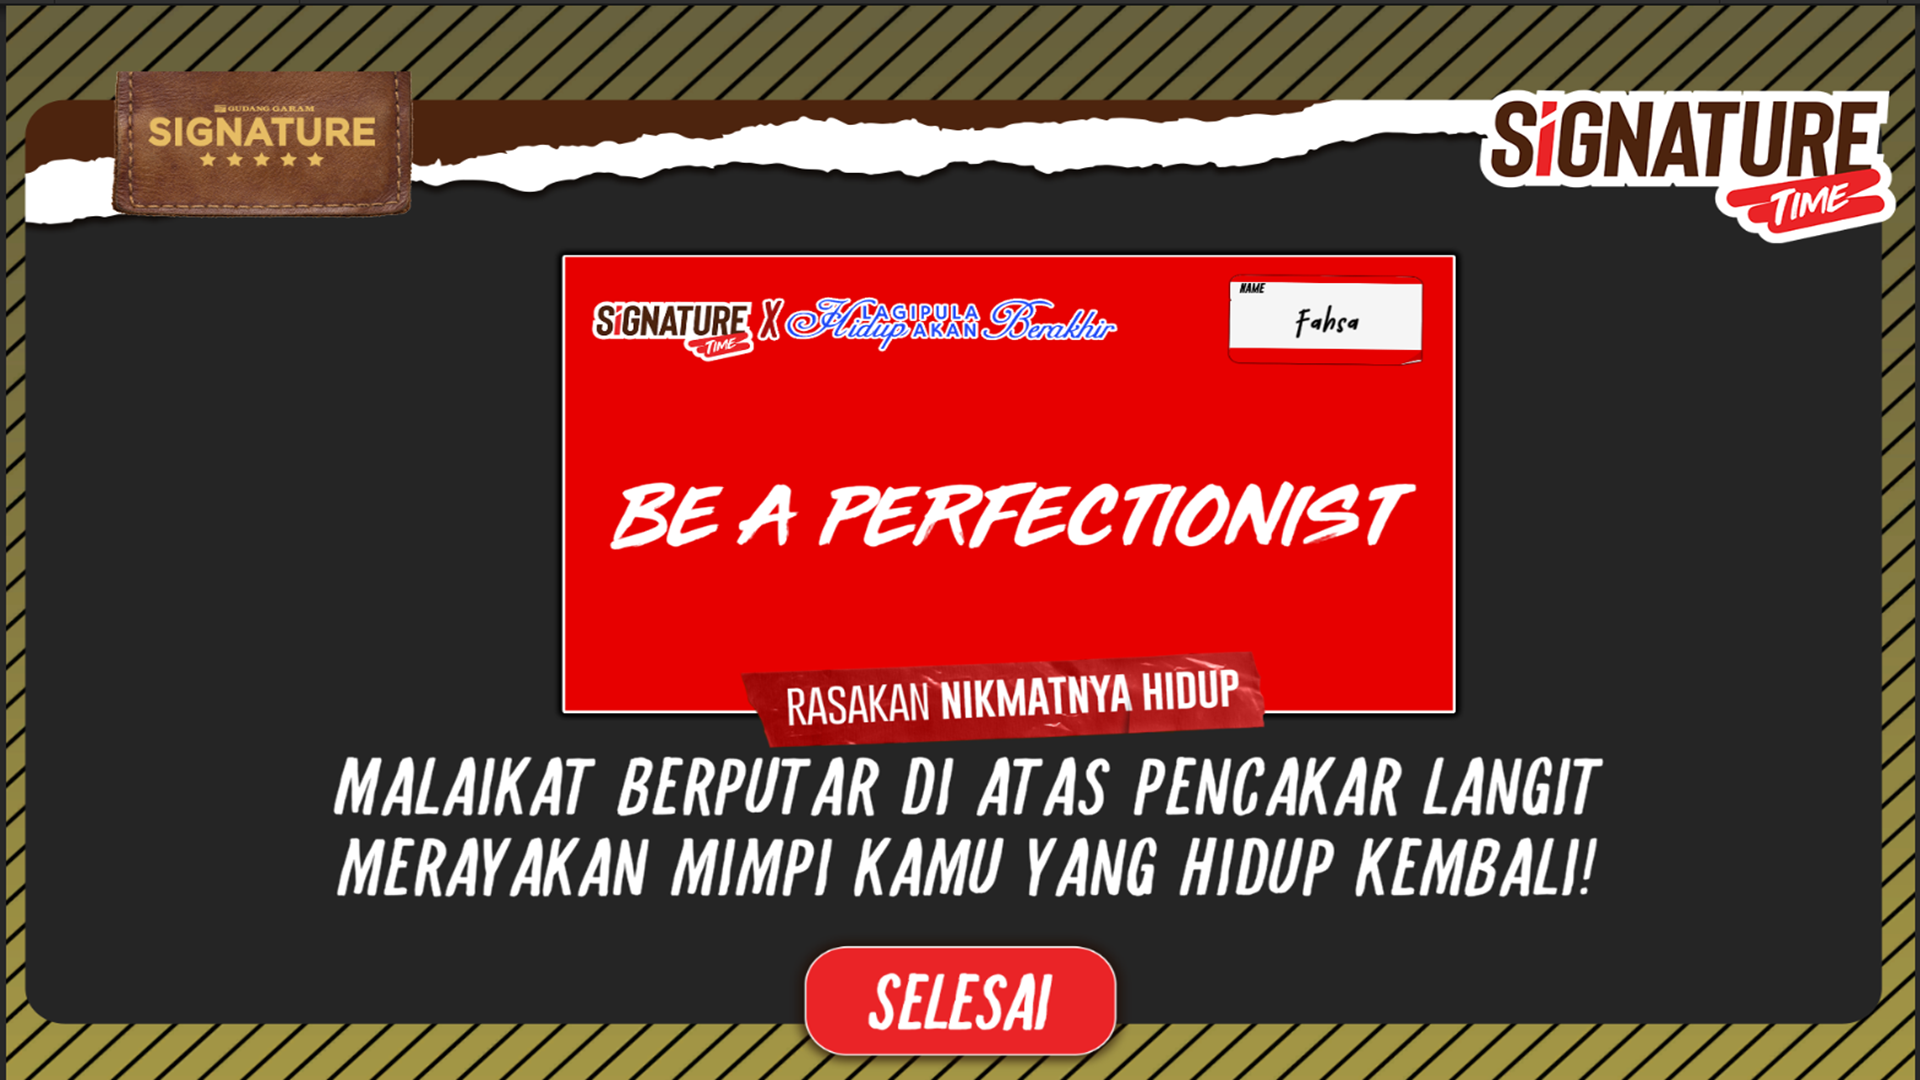 GUDANG GARAM
SIGNATURE
SiGNATURE
TIME
SiGNATURE TIME X Hidup LAGIPULA AKAN Berakhir
NAME
Fahsa
BE A PERFECTIONIST
RASAKAN NIKMATNYA HIDUP
MALAIKAT BERPUTAR DI ATAS PENCAKAR LANGIT
MERAYAKAN MIMPI KAMU YANG HIDUP KEMBALI!
SELESAI